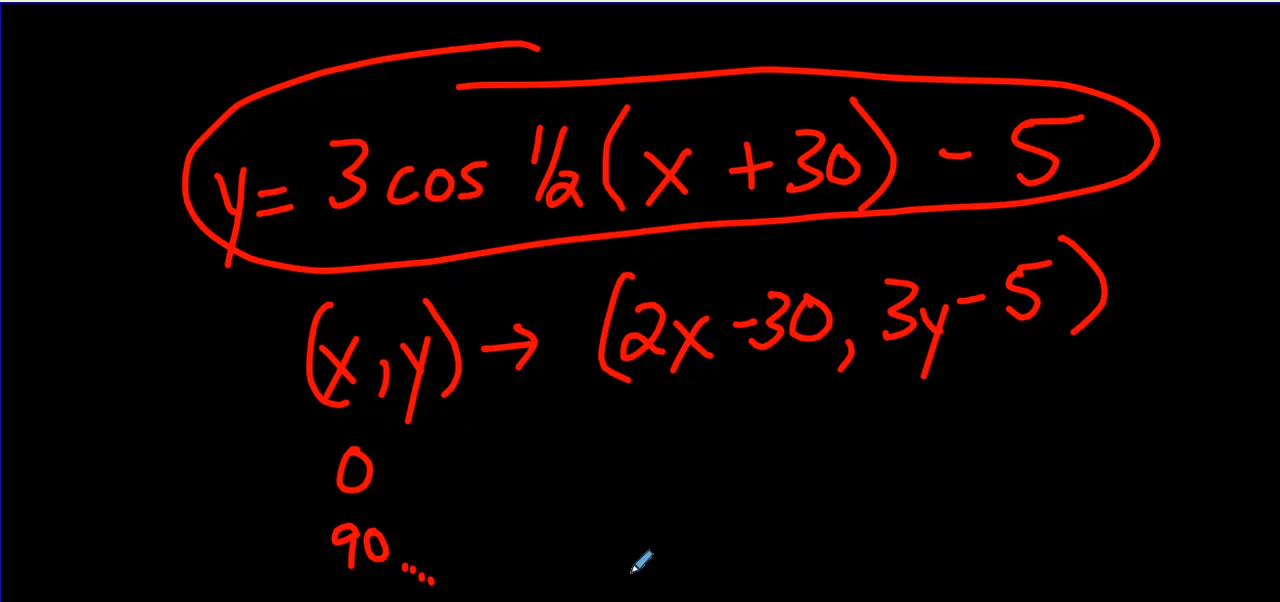 y = 3 cos ½ (x + 30) - 5
(x, y) → (2x - 30, 3y - 5)
0
90....